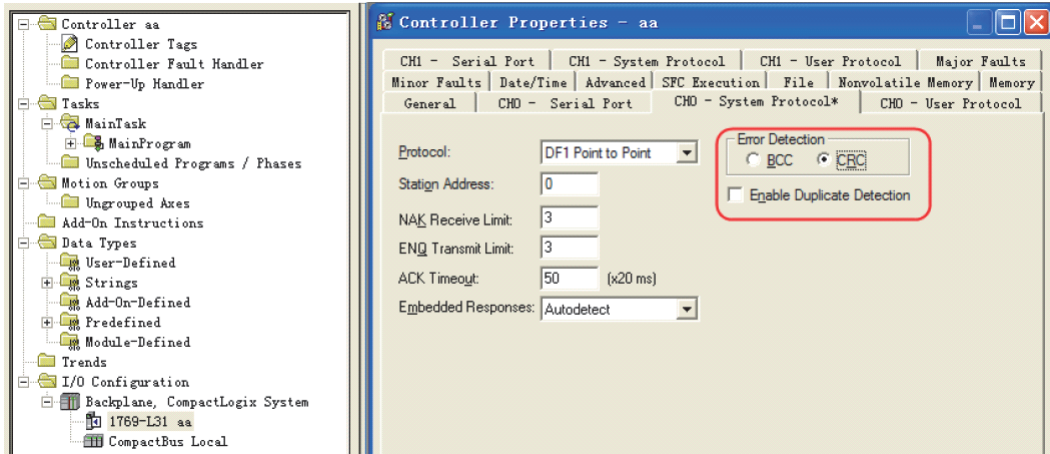 Controller aa
Controller Tags
Controller Fault Handler
Power-Up Handler
Tasks
MainTask
MainProgram
Unscheduled Programs / Phases
Motion Groups
Ungrouped Axes
Add-On Instructions
Data Types
User-Defined
Strings
Add-On-Defined
Predefined
Module-Defined
Trends
I/O Configuration
Backplane, CompactLogix System
1769-L31 aa
CompactBus Local
Controller Properties - aa
CH1 - Serial Port CH1 - System Protocol CH1 - User Protocol Major Faults
Minor Faults Date/Time Advanced SFC Execution File Nonvolatile Memory Memory
General CH0 - Serial Port CH0 - System Protocol* CH0 - User Protocol
Protocol: DF1 Point to Point
Station Address: 0
NAK Receive Limit: 3
ENQ Transmit Limit: 3
ACK Timeout: 50 (x20 ms)
Embedded Responses: Autodetect
Error Detection
BCC CRC
Enable Duplicate Detection